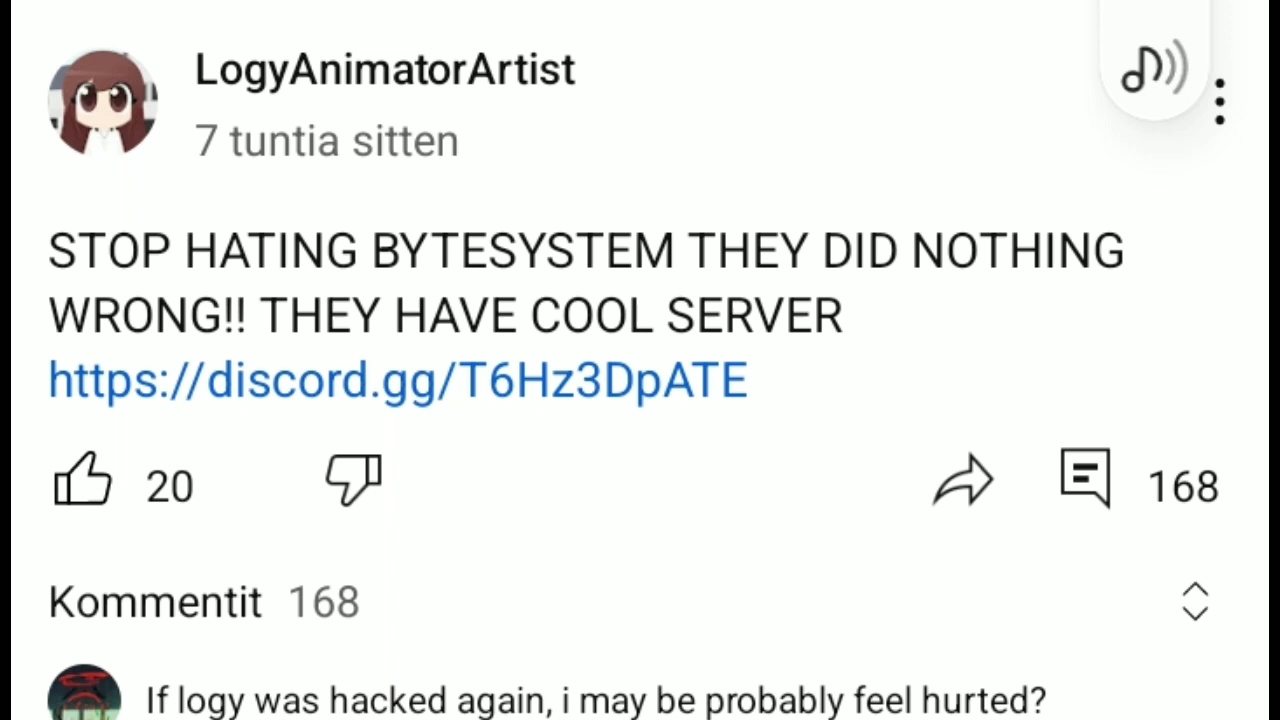 LogyAnimatorArtist
7 tuntia sitten
STOP HATING BYTESYSTEM THEY DID NOTHING
WRONG!! THEY HAVE COOL SERVER
https://discord.gg/T6Hz3DpATE
20
168
Kommentit 168
If logy was hacked again, i may be probably feel hurted?